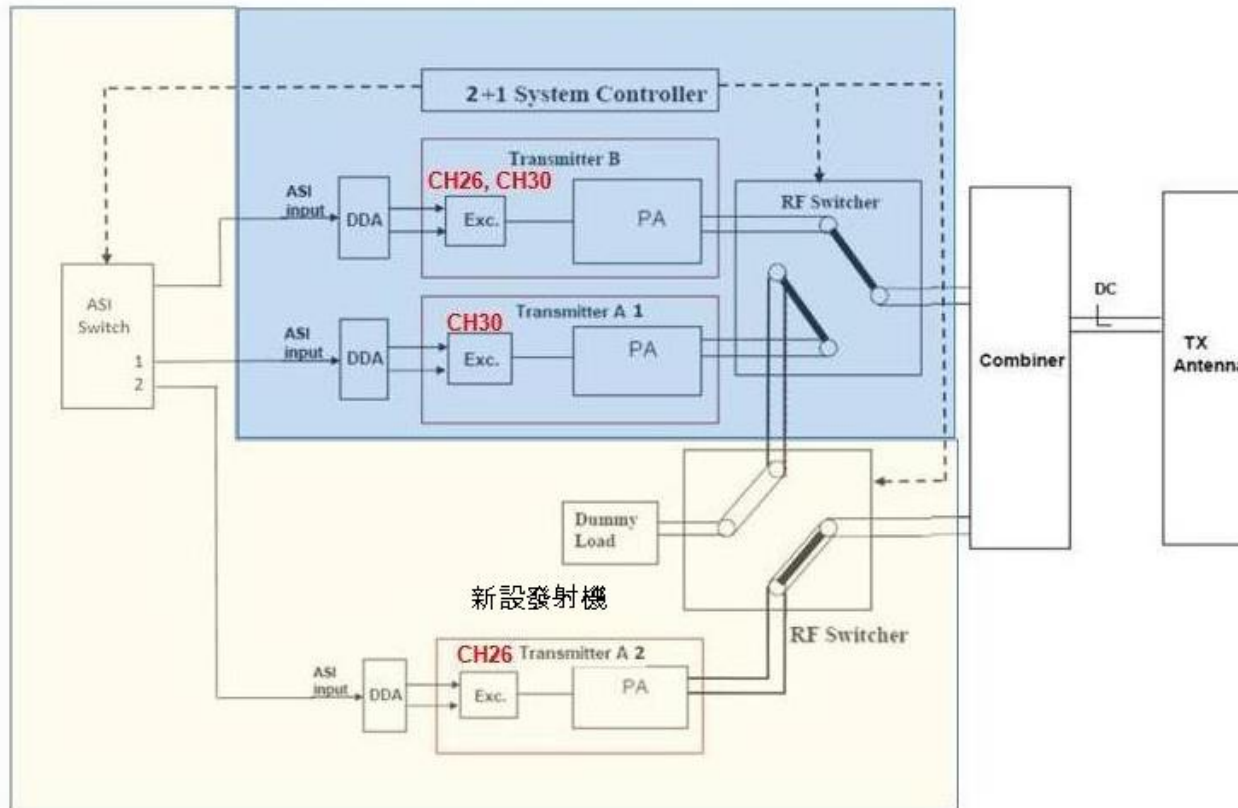 2+1 System Controller
Transmitter B
CH26, CH30
ASI
input
DDA
Exc.
PA
RF Switcher
ASI
Switch
1
2
Transmitter A 1
CH30
ASI
input
DDA
Exc.
PA
DC
Combiner
TX
Antenna
Dummy
Load
新設發射機
RF Switcher
CH26 Transmitter A 2
ASI
input
DDA
Exc.
PA